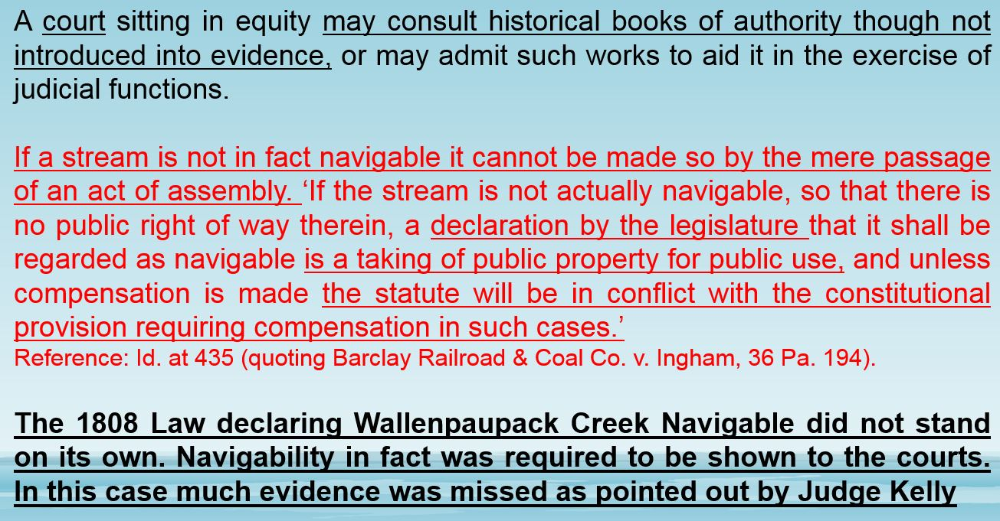 A court sitting in equity may consult historical books of authority though not
introduced into evidence, or may admit such works to aid it in the exercise of
judicial functions.
If a stream is not in fact navigable it cannot be made so by the mere passage
of an act of assembly. ‘If the stream is not actually navigable, so that there is
no public right of way therein, a declaration by the legislature that it shall be
regarded as navigable is a taking of public property for public use, and unless
compensation is made the statute will be in conflict with the constitutional
provision requiring compensation in such cases.’
Reference: Id. at 435 (quoting Barclay Railroad & Coal Co. v. Ingham, 36 Pa. 194).
The 1808 Law declaring Wallenpaupack Creek Navigable did not stand
on its own. Navigability in fact was required to be shown to the courts.
In this case much evidence was missed as pointed out by Judge Kelly